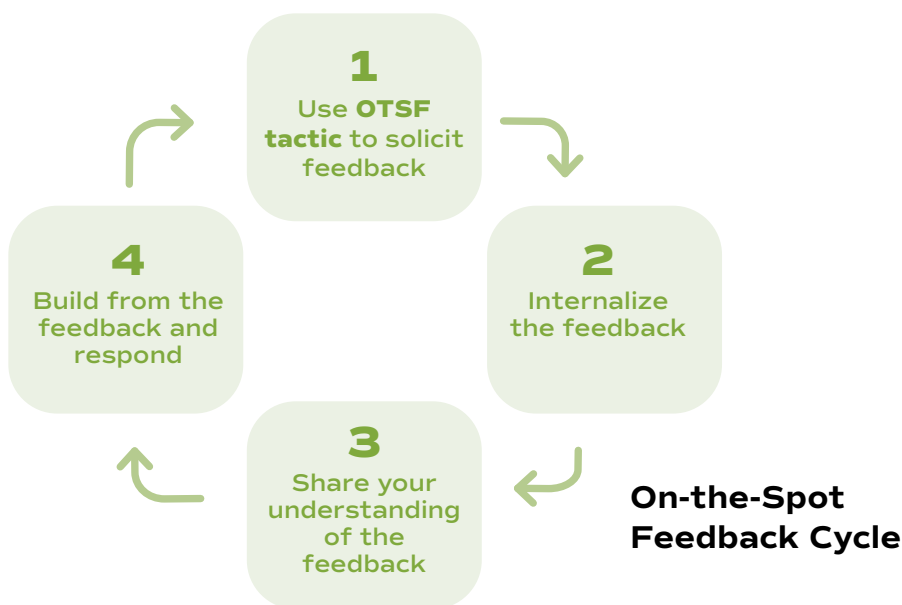 1
Use OTSF
tactic to solicit
feedback
2
Internalize
the feedback
3
Share your
understanding
of the
feedback
4
Build from the
feedback and
respond
On-the-Spot
Feedback Cycle